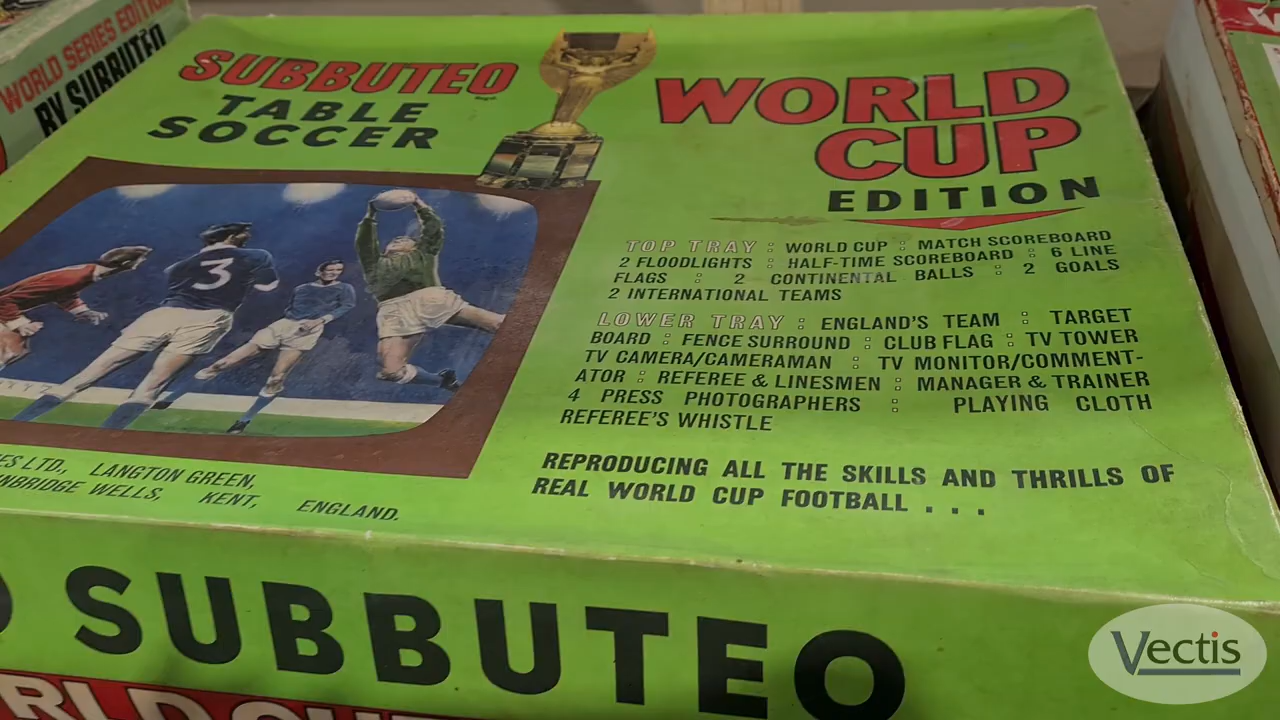 WORLD SERIES EDITION
BY SUBBUTEO
SUBBUTEO
Regd.
TABLE
SOCCER
WORLD
CUP
EDITION
3
TOP TRAY : WORLD CUP : MATCH SCOREBOARD
2 FLOODLIGHTS : HALF-TIME SCOREBOARD : 6 LINE
FLAGS : 2 CONTINENTAL BALLS : 2 GOALS
2 INTERNATIONAL TEAMS
LOWER TRAY : ENGLAND'S TEAM : TARGET
BOARD : FENCE SURROUND : CLUB FLAG : TV TOWER
TV CAMERA/CAMERAMAN : TV MONITOR/COMMENT-
ATOR : REFEREE & LINESMEN : MANAGER & TRAINER
4 PRESS PHOTOGRAPHERS : PLAYING CLOTH
REFEREE'S WHISTLE
REPRODUCING ALL THE SKILLS AND THRILLS OF
REAL WORLD CUP FOOTBALL . . .
ES LTD., LANGTON GREEN,
NBRIDGE WELLS, KENT, ENGLAND.
SUBBUTEO
RLD CUP
Vectis